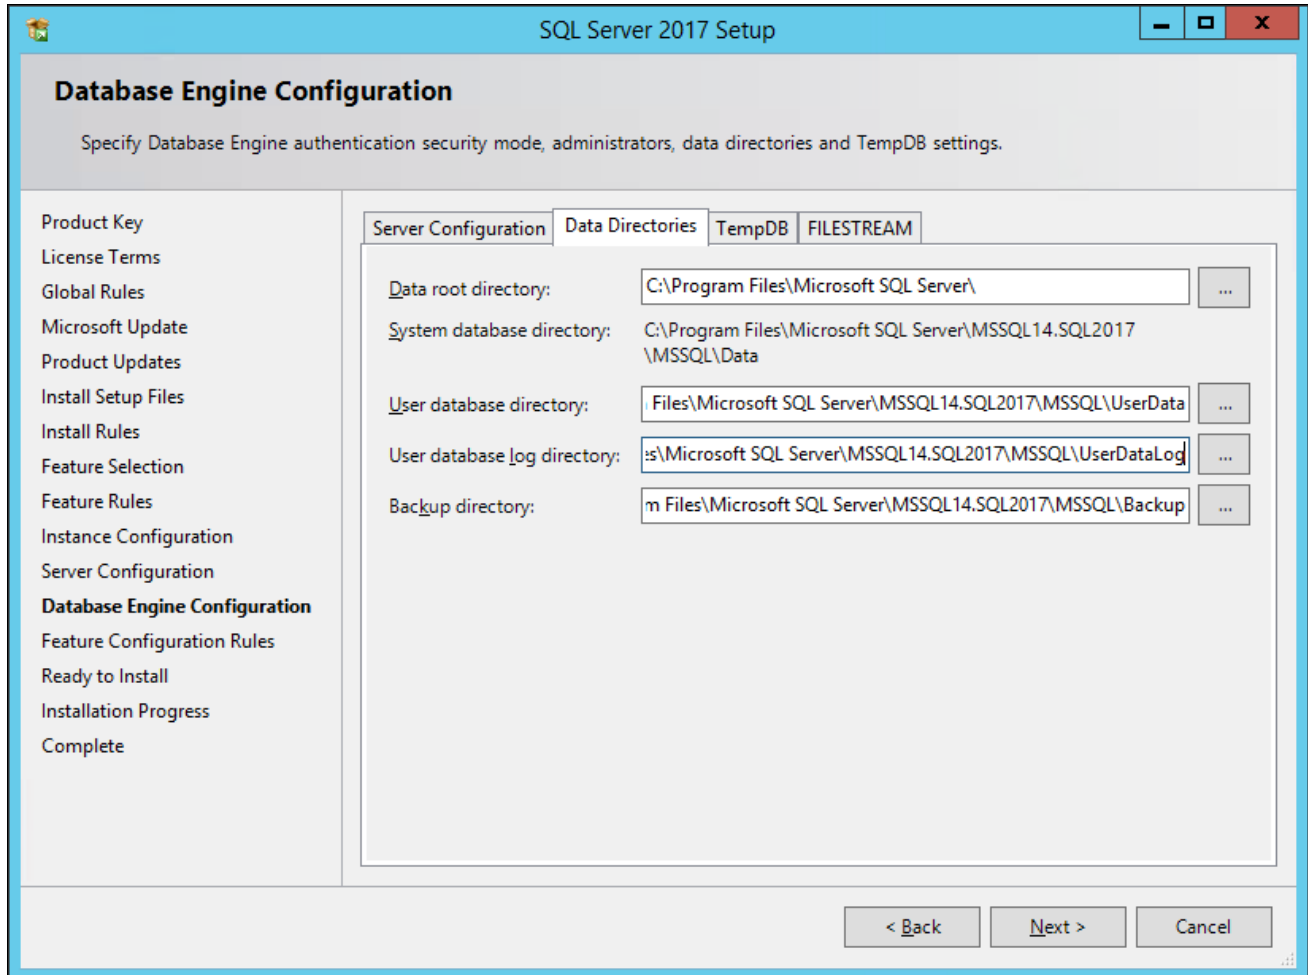 SQL Server 2017 Setup
Database Engine Configuration
Specify Database Engine authentication security mode, administrators, data directories and TempDB settings.
Product Key
License Terms
Global Rules
Microsoft Update
Product Updates
Install Setup Files
Install Rules
Feature Selection
Feature Rules
Instance Configuration
Server Configuration
Database Engine Configuration
Feature Configuration Rules
Ready to Install
Installation Progress
Complete
Server Configuration Data Directories TempDB FILESTREAM
Data root directory: C:\Program Files\Microsoft SQL Server\ ...
System database directory: C:\Program Files\Microsoft SQL Server\MSSQL14.SQL2017
\MSSQL\Data
User database directory: Files\Microsoft SQL Server\MSSQL14.SQL2017\MSSQL\UserData ...
User database log directory: s\Microsoft SQL Server\MSSQL14.SQL2017\MSSQL\UserDataLog ...
Backup directory: m Files\Microsoft SQL Server\MSSQL14.SQL2017\MSSQL\Backup ...
< Back Next > Cancel